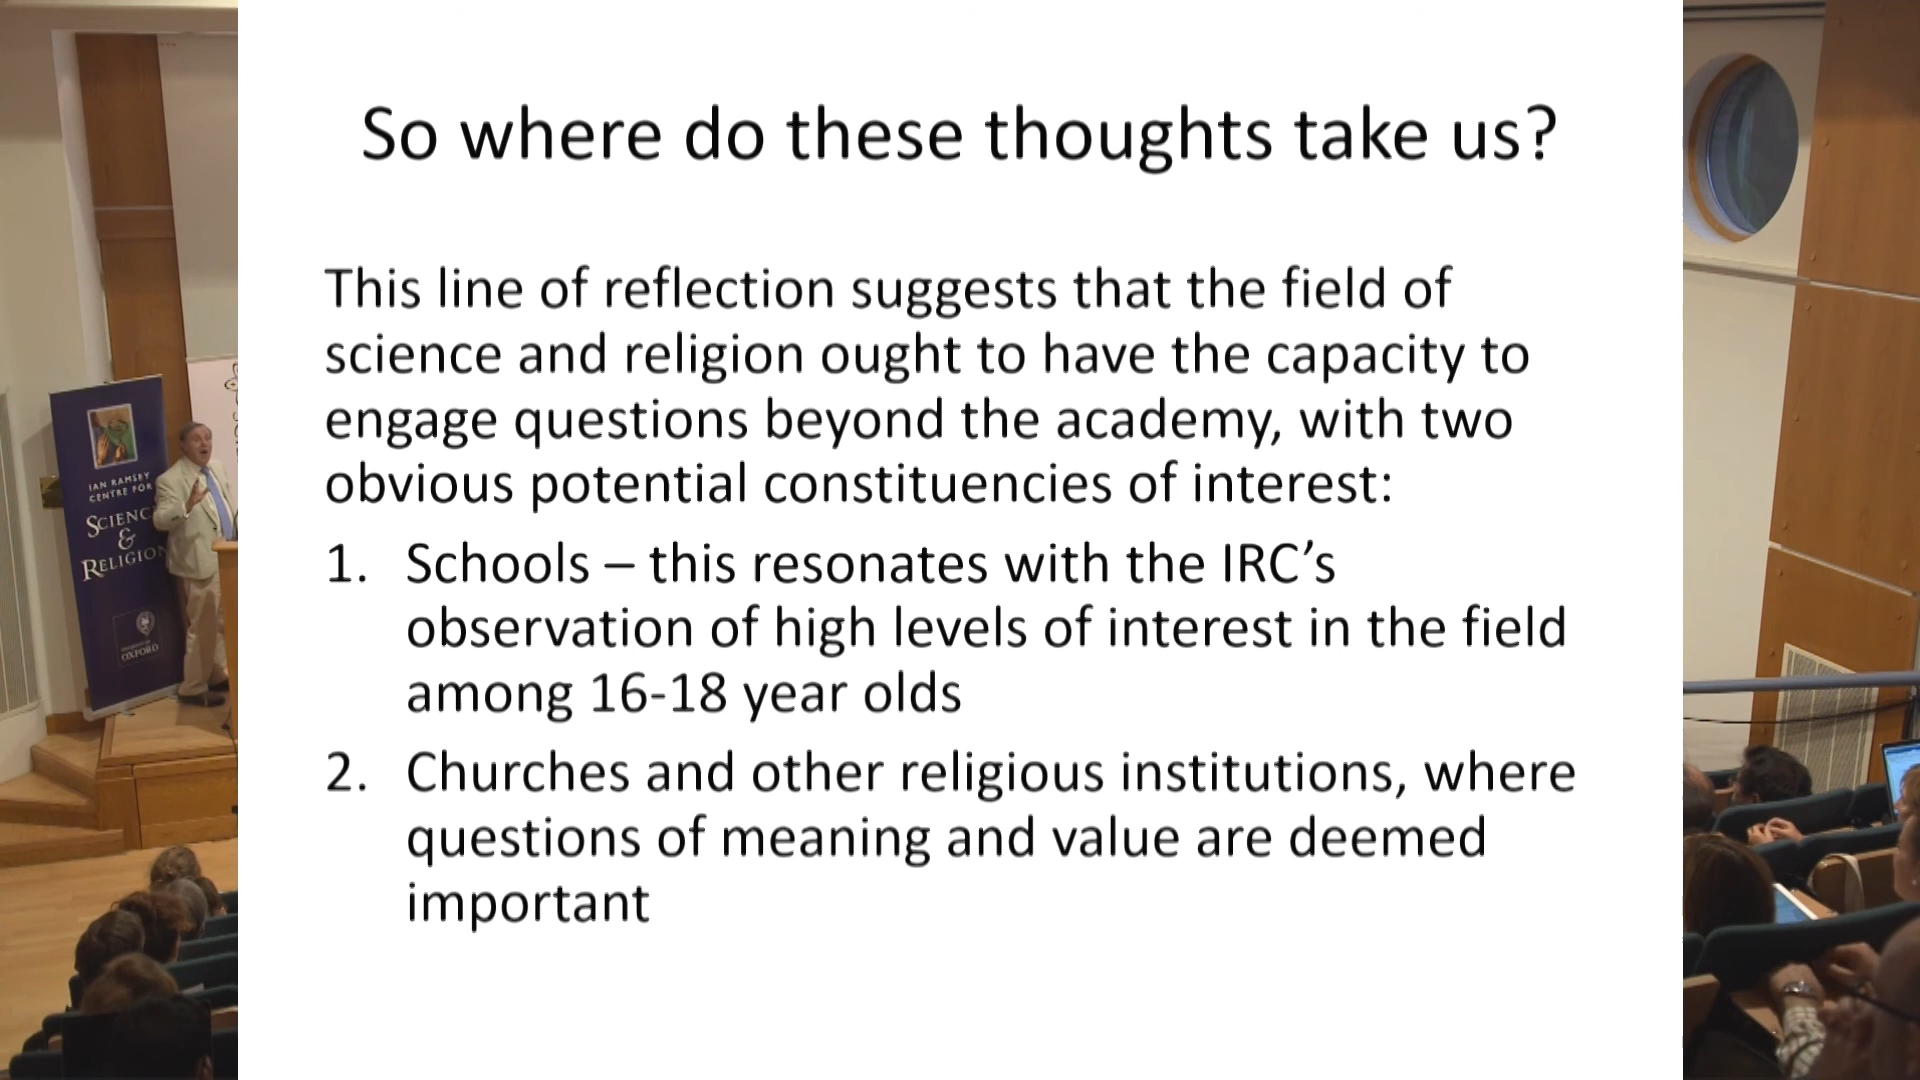 So where do these thoughts take us?
This line of reflection suggests that the field of
science and religion ought to have the capacity to
engage questions beyond the academy, with two
obvious potential constituencies of interest:
1. Schools – this resonates with the IRC’s
observation of high levels of interest in the field
among 16-18 year olds
2. Churches and other religious institutions, where
questions of meaning and value are deemed
important
IAN RAMSEY
CENTRE FOR
SCIENC
&
RELIGION
OXFORD